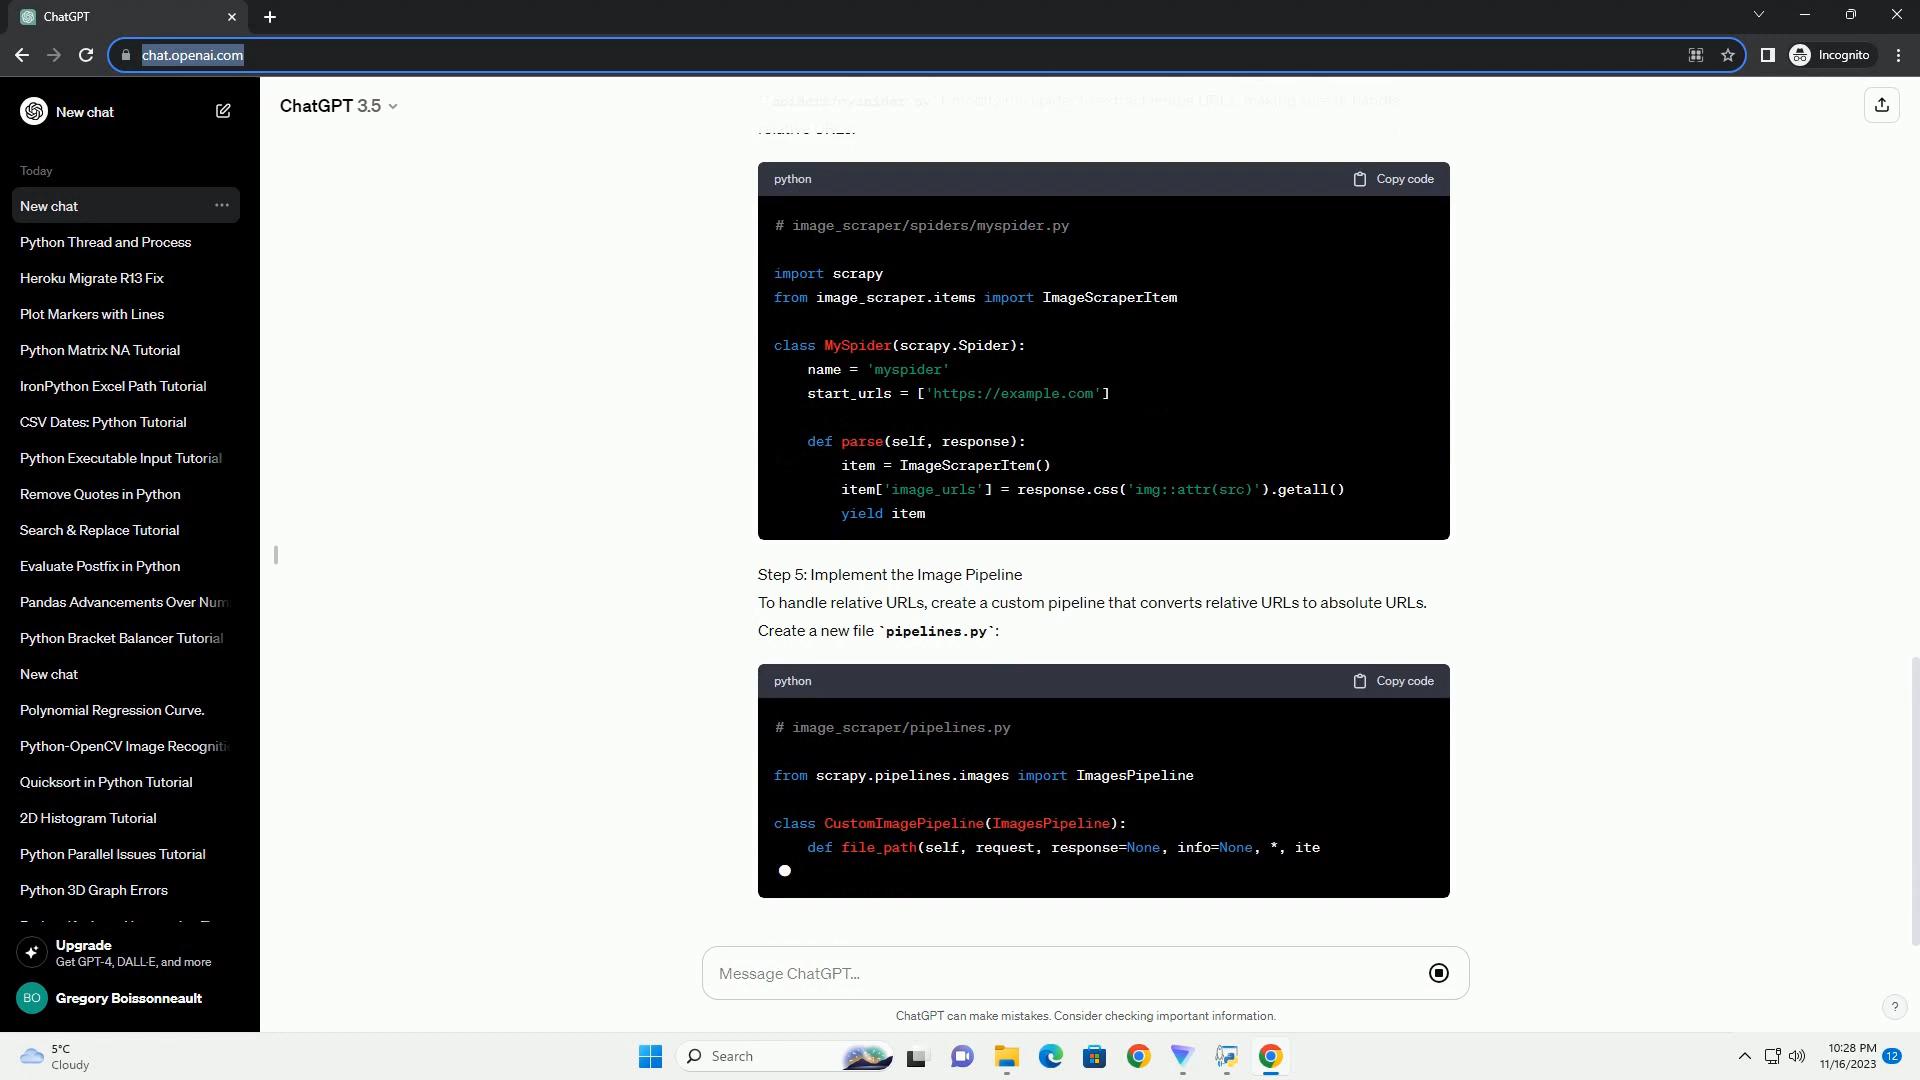 ChatGPT
chat.openai.com
Incognito
New chat
Today
New chat
Python Thread and Process
Heroku Migrate R13 Fix
Plot Markers with Lines
Python Matrix NA Tutorial
IronPython Excel Path Tutorial
CSV Dates: Python Tutorial
Python Executable Input Tutorial
Remove Quotes in Python
Search & Replace Tutorial
Evaluate Postfix in Python
Pandas Advancements Over Num
Python Bracket Balancer Tutorial
New chat
Polynomial Regression Curve.
Python-OpenCV Image Recogniti
Quicksort in Python Tutorial
2D Histogram Tutorial
Python Parallel Issues Tutorial
Python 3D Graph Errors
Upgrade
Get GPT-4, DALL·E, and more
BO
Gregory Boissonneault
ChatGPT 3.5
relative URLs.
python
Copy code
# image_scraper/spiders/myspider.py
import scrapy
from image_scraper.items import ImageScraperItem
class MySpider(scrapy.Spider):
name = 'myspider'
start_urls = ['https://example.com']
def parse(self, response):
item = ImageScraperItem()
item['image_urls'] = response.css('img::attr(src)').getall()
yield item
Step 5: Implement the Image Pipeline
To handle relative URLs, create a custom pipeline that converts relative URLs to absolute URLs.
Create a new file `pipelines.py`:
python
Copy code
# image_scraper/pipelines.py
from scrapy.pipelines.images import ImagesPipeline
class CustomImagePipeline(ImagesPipeline):
def file_path(self, request, response=None, info=None, *, ite
Message ChatGPT...
ChatGPT can make mistakes. Consider checking important information.
?
5°C
Cloudy
Search
10:28 PM
11/16/2023
12